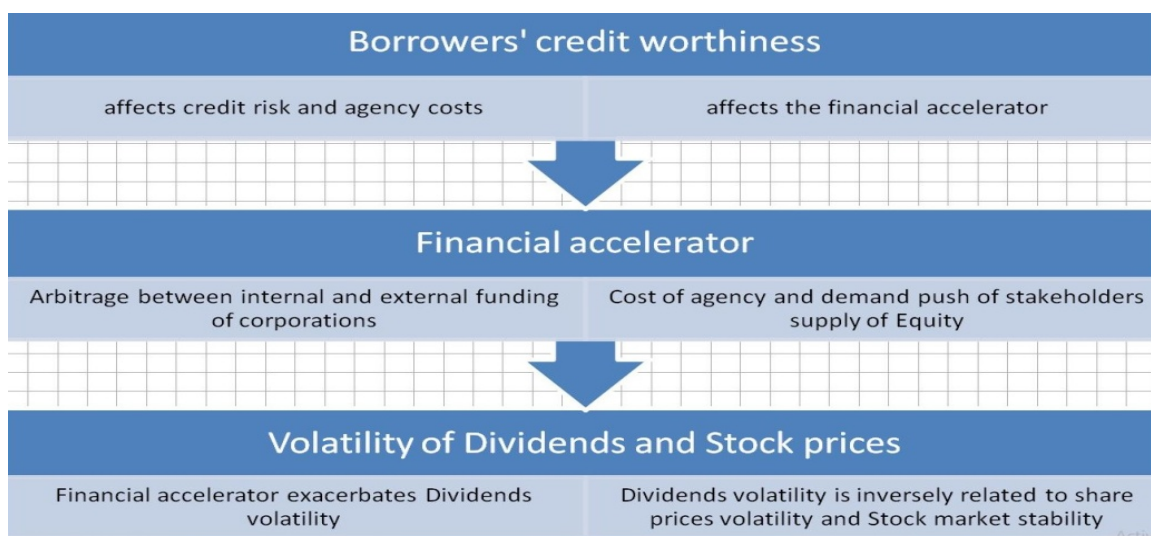 Borrowers' credit worthiness
affects credit risk and agency costs
affects the financial accelerator
Financial accelerator
Arbitrage between internal and external funding
of corporations
Cost of agency and demand push of stakeholders
supply of Equity
Volatility of Dividends and Stock prices
Financial accelerator exacerbates Dividends
volatility
Dividends volatility is inversely related to share
prices volatility and Stock market stability